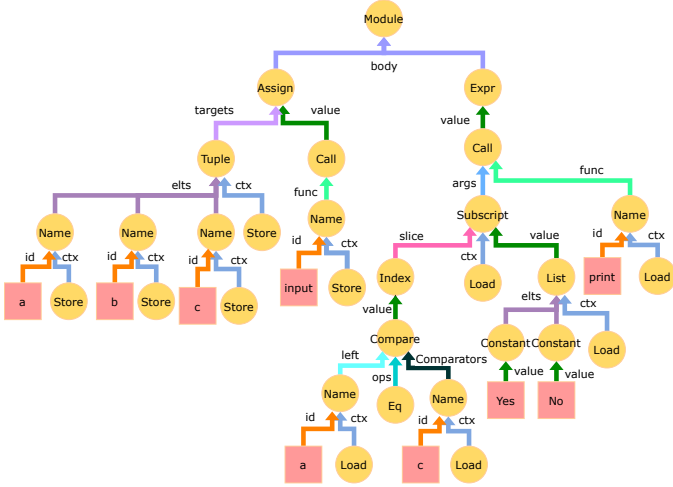 Module
body
Assign Expr
targets value value
Tuple Call Call
elts ctx func args func
Name Name Name Store Name Subscript Name
id ctx id ctx id ctx id ctx slice ctx value id ctx
a Store b Store c Store input Store Index Load List print Load
value elts ctx
Compare Constant Constant Load
left ops Comparators value value
Name Eq Name Yes No
id ctx id ctx
a Load c Load